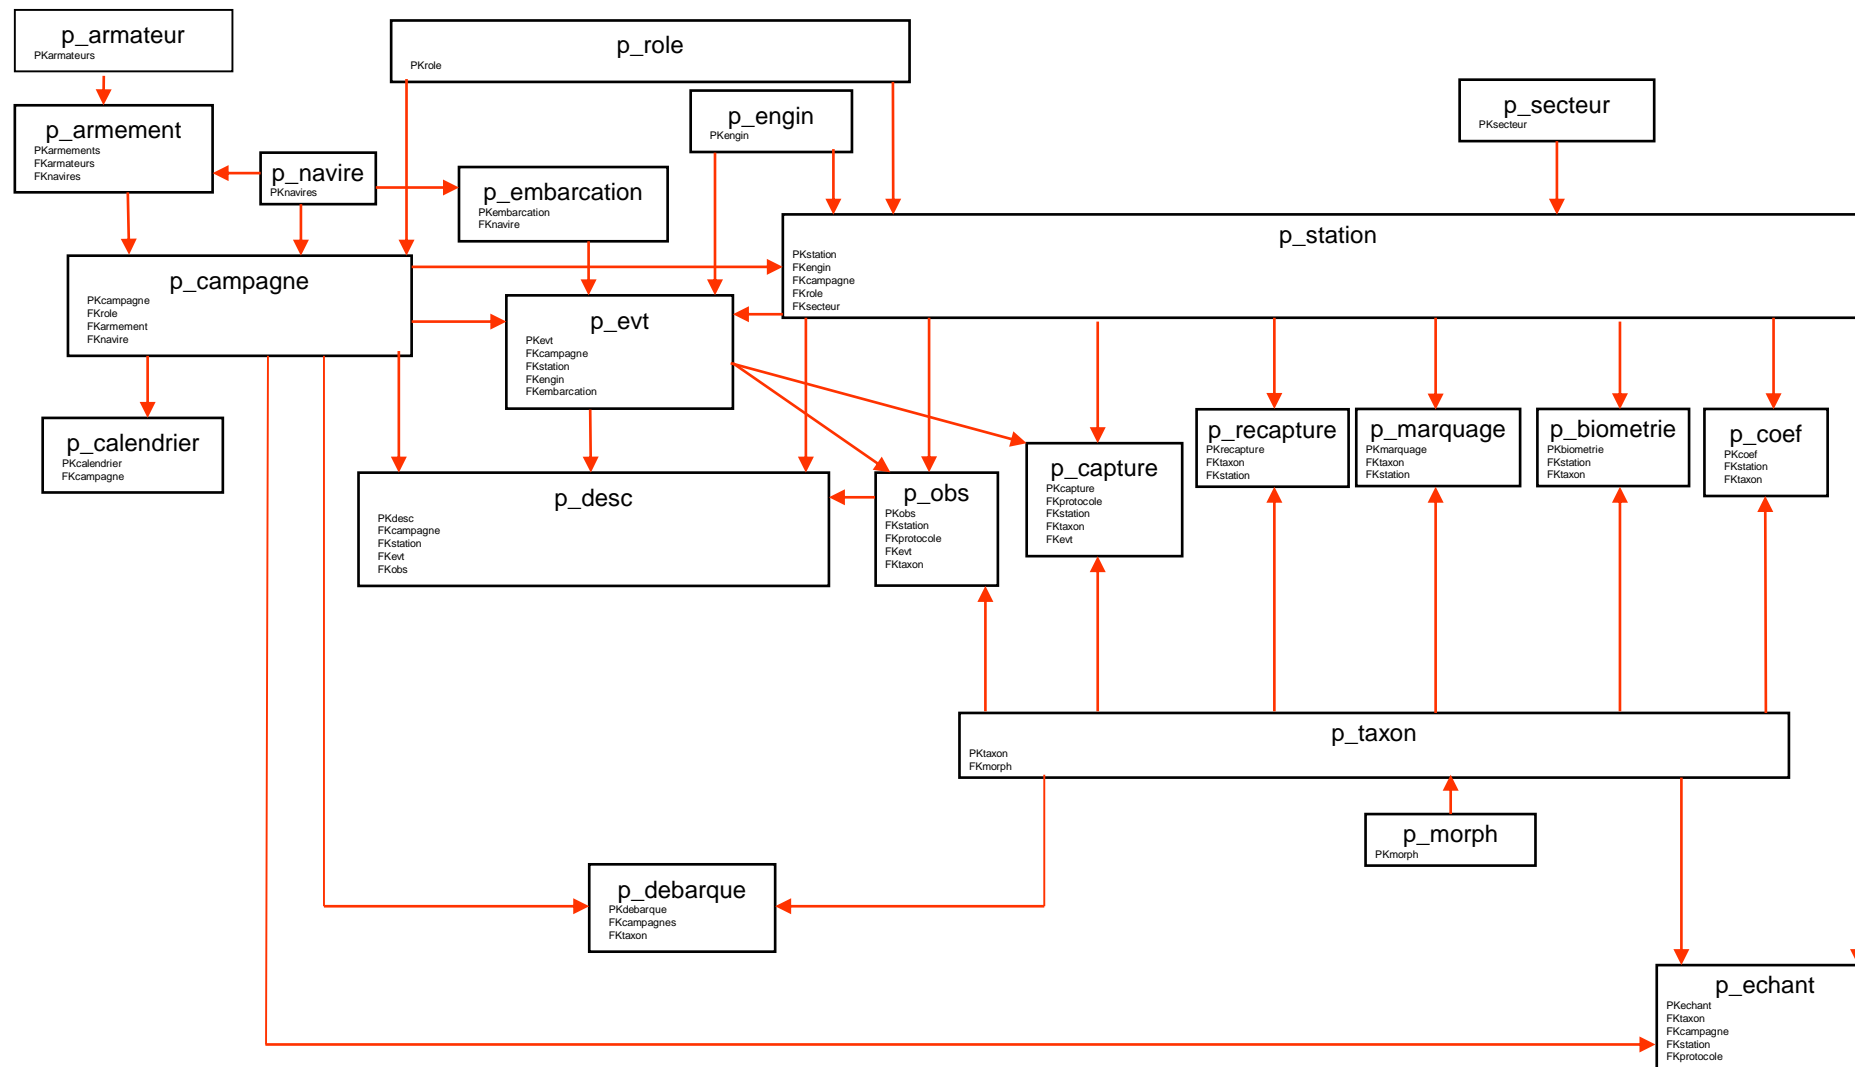 p_armateur
PKarmateurs
p_role
PKrole
p_engin
PKengin
p_secteur
PKsecteur
p_armement
PKarmements
FKarmateurs
FKnavires
p_navire
PKnavires
p_embarcation
PKembarcation
FKnavire
p_station
PKstation
FKengin
FKcampagne
FKrole
FKsecteur
p_campagne
PKcampagne
FKrole
FKarmement
FKnavire
p_evt
PKevt
FKcampagne
FKstation
FKengin
FKembarcation
p_calendrier
PKcalendrier
FKcampagne
p_desc
PKdesc
FKcampagne
FKstation
FKevt
FKobs
p_obs
PKobs
FKstation
FKprotocole
FKevt
FKtaxon
p_capture
PKcapture
FKprotocole
FKstation
FKtaxon
FKevt
p_recapture
PKrecapture
FKtaxon
FKstation
p_marquage
PKmarquage
FKtaxon
FKstation
p_biometrie
PKbiometrie
FKstation
FKtaxon
p_coef
PKcoef
FKstation
FKtaxon
p_taxon
PKtaxon
FKmorph
p_morph
PKmorph
p_debarque
PKdebarque
FKcampagnes
FKtaxon
p_echant
PKechant
FKtaxon
FKcampagne
FKstation
FKprotocole